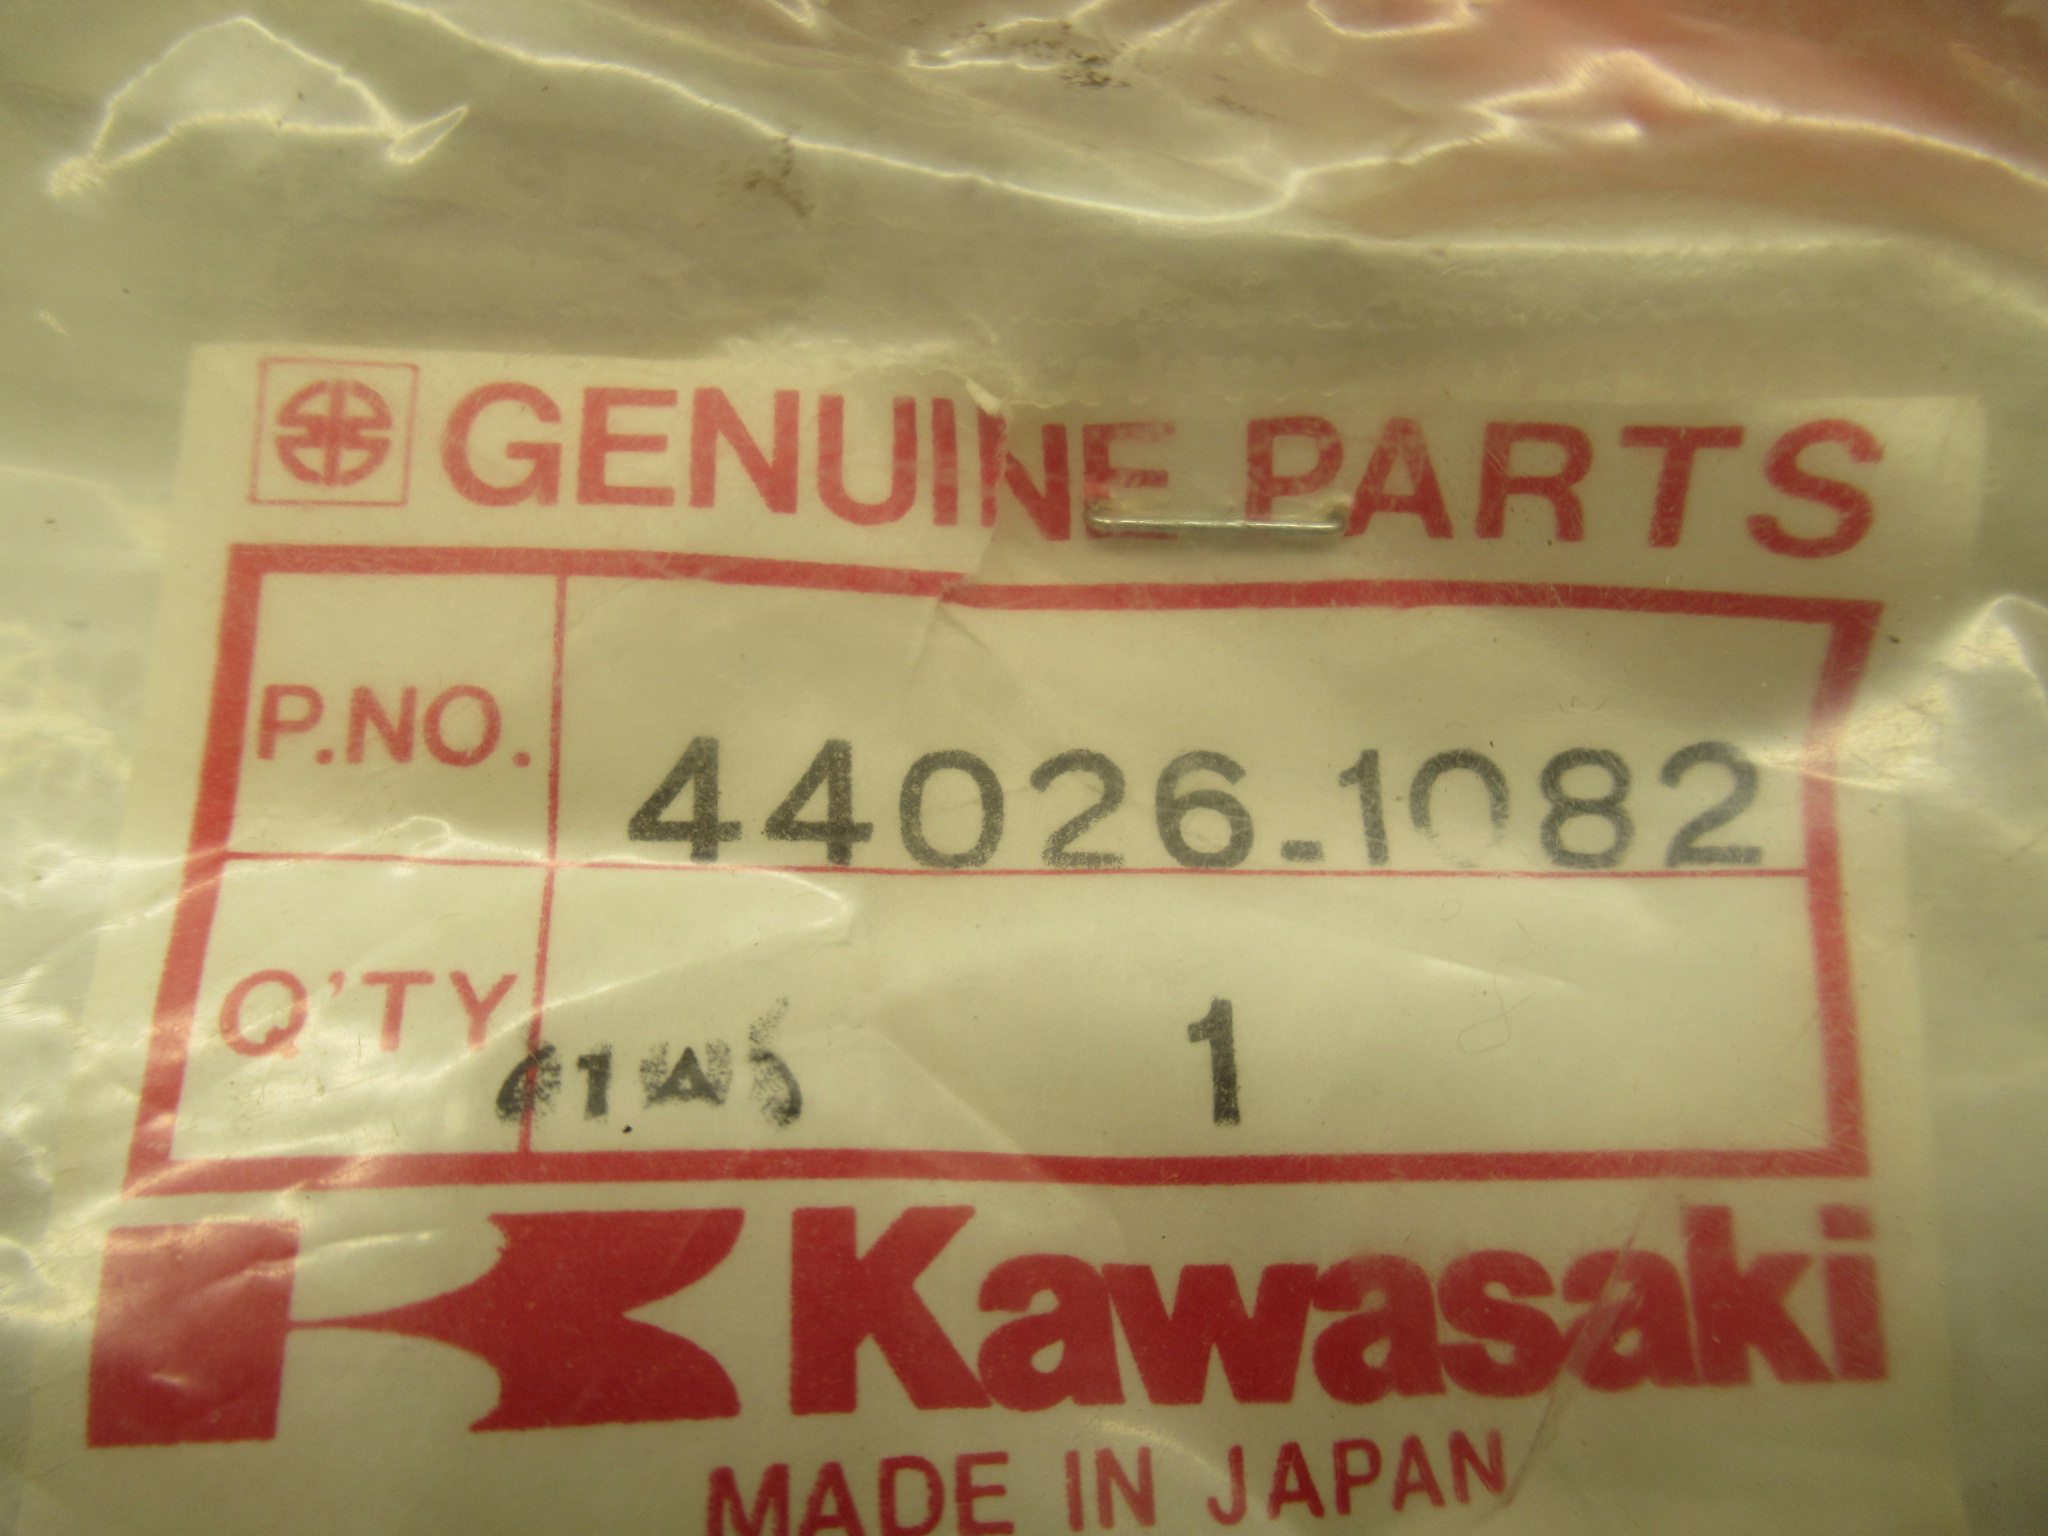 GENUINE PARTS
P.NO. 44026-1082
Q'TY 1
Kawasaki
MADE IN JAPAN